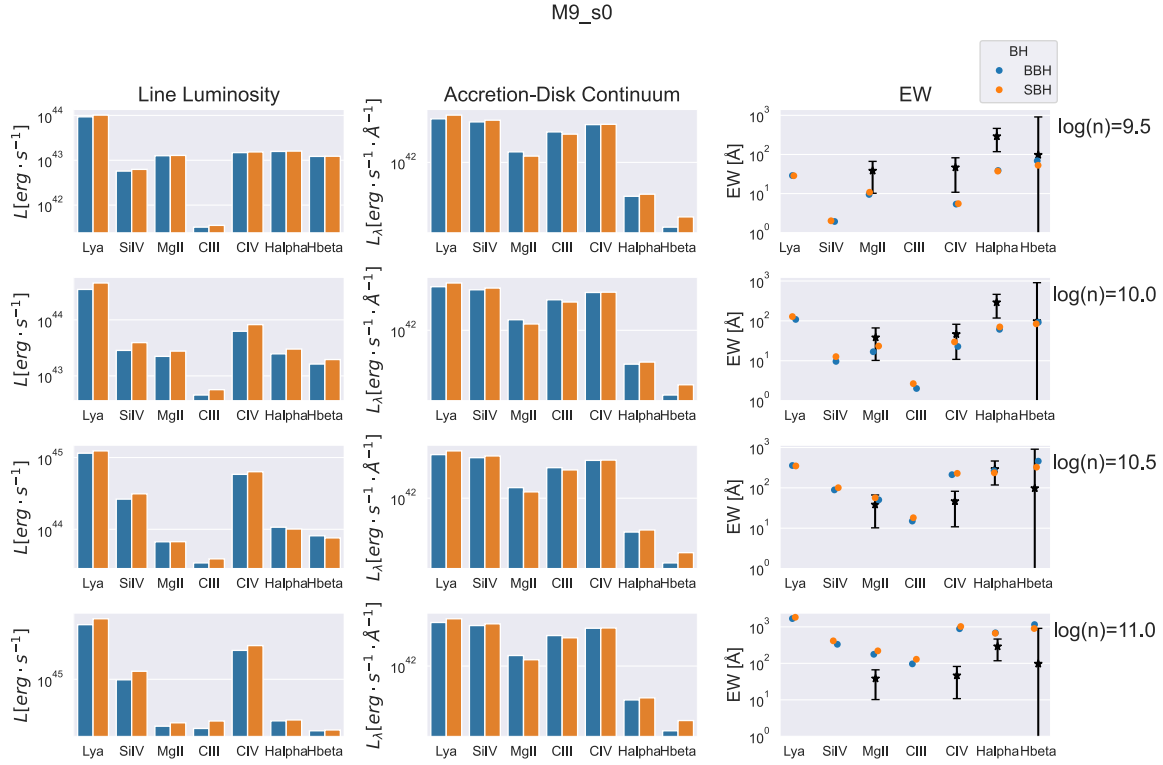 M9_s0
BH
BBH
SBH
Line Luminosity
Accretion-Disk Continuum
EW
L[erg · s⁻¹]
10⁴⁴
10⁴³
10⁴²
Lya SiIV MgII CIII CIV Halpha Hbeta
L_λ[erg · s⁻¹ · Å⁻¹]
10⁴²
Lya SiIV MgII CIII CIV Halpha Hbeta
EW [Å]
10³
10²
10¹
10⁰
Lya SiIV MgII CIII CIV Halpha Hbeta
log(n)=9.5
L[erg · s⁻¹]
10⁴⁴
10⁴³
Lya SiIV MgII CIII CIV Halpha Hbeta
L_λ[erg · s⁻¹ · Å⁻¹]
10⁴²
Lya SiIV MgII CIII CIV Halpha Hbeta
EW [Å]
10³
10²
10¹
10⁰
Lya SiIV MgII CIII CIV Halpha Hbeta
log(n)=10.0
L[erg · s⁻¹]
10⁴⁵
10⁴⁴
Lya SiIV MgII CIII CIV Halpha Hbeta
L_λ[erg · s⁻¹ · Å⁻¹]
10⁴²
Lya SiIV MgII CIII CIV Halpha Hbeta
EW [Å]
10³
10²
10¹
10⁰
Lya SiIV MgII CIII CIV Halpha Hbeta
log(n)=10.5
L[erg · s⁻¹]
10⁴⁵
Lya SiIV MgII CIII CIV Halpha Hbeta
L_λ[erg · s⁻¹ · Å⁻¹]
10⁴²
Lya SiIV MgII CIII CIV Halpha Hbeta
EW [Å]
10³
10²
10¹
10⁰
Lya SiIV MgII CIII CIV Halpha Hbeta
log(n)=11.0